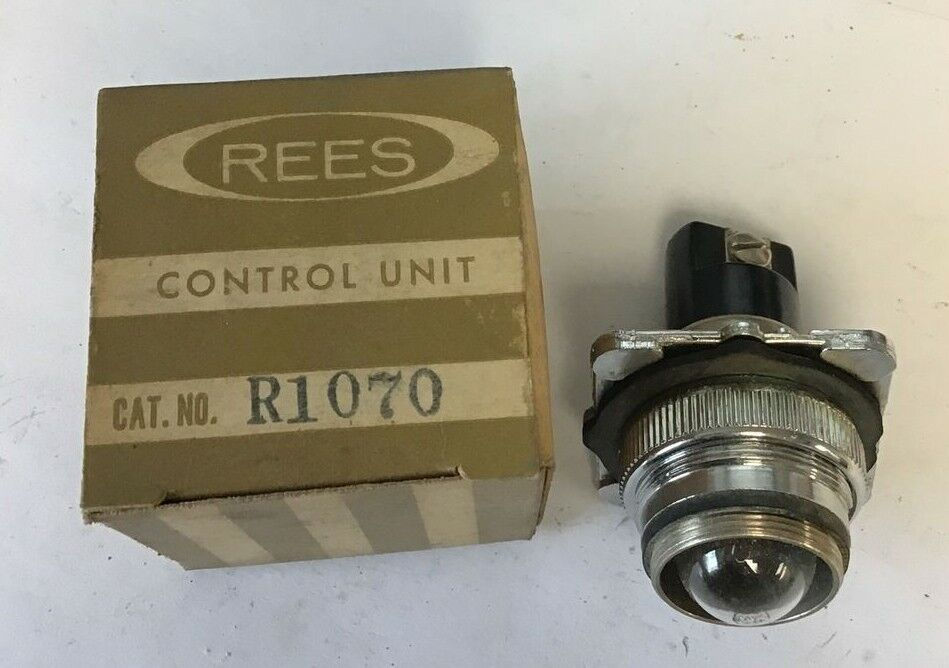 REES
CONTROL UNIT
CAT. NO. R1070